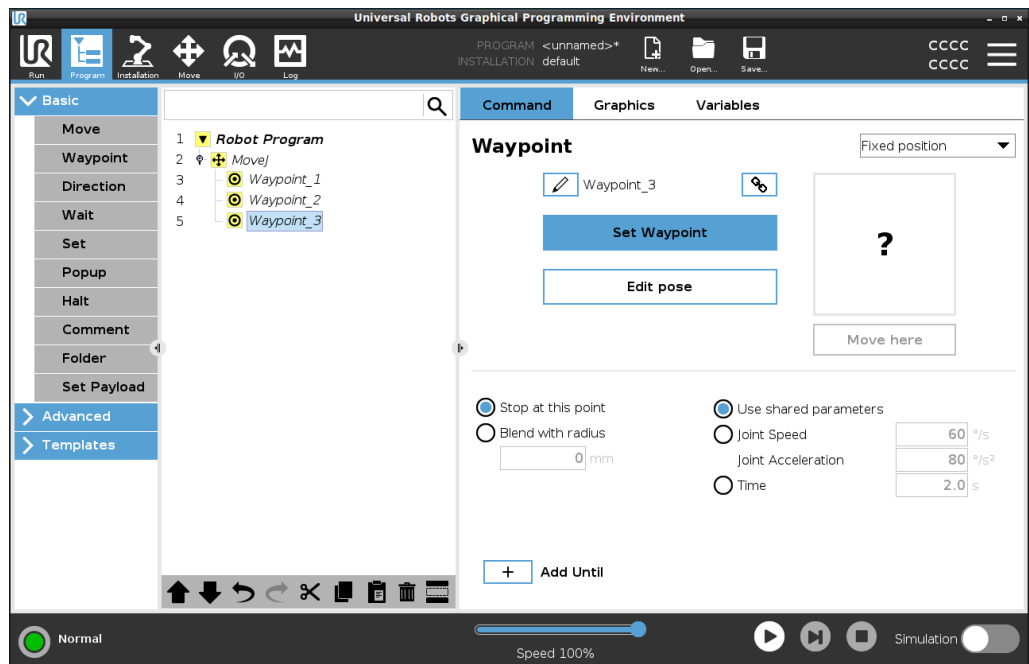 Universal Robots Graphical Programming Environment
UR
Run
Program
Installation
Move
I/O
Log
PROGRAM <unnamed>*
INSTALLATION default
New...
Open...
Save...
CCCC
CCCC
Basic
Move
Waypoint
Direction
Wait
Set
Popup
Halt
Comment
Folder
Set Payload
Advanced
Templates
1 Robot Program
2 MoveJ
3 Waypoint_1
4 Waypoint_2
5 Waypoint_3
Command Graphics Variables
Waypoint
Fixed position
Waypoint_3
Set Waypoint
Edit pose
?
Move here
Stop at this point
Blend with radius
0 mm
Use shared parameters
Joint Speed 60 °/s
Joint Acceleration 80 °/s²
Time 2.0 s
+ Add Until
Normal
Speed 100%
Simulation